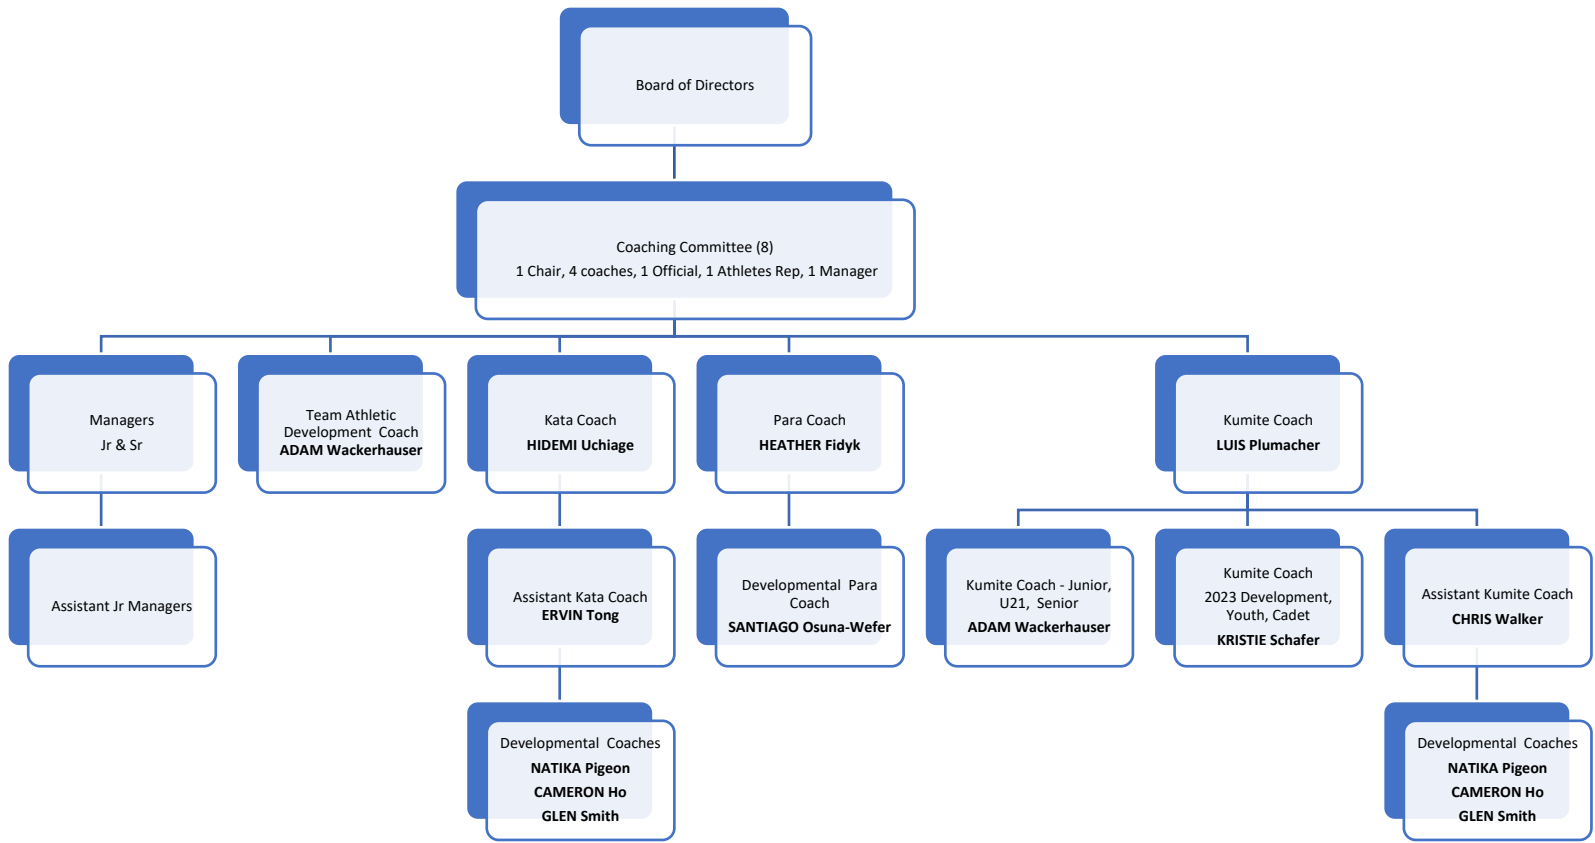 Board of Directors
Coaching Committee (8)
1 Chair, 4 coaches, 1 Official, 1 Athletes Rep, 1 Manager
Managers
Jr & Sr
Team Athletic
Development Coach
ADAM Wackerhauser
Kata Coach
HIDEMI Uchiage
Para Coach
HEATHER Fidyk
Kumite Coach
LUIS Plumacher
Assistant Jr Managers
Assistant Kata Coach
ERVIN Tong
Developmental Para
Coach
SANTIAGO Osuna-Wefer
Kumite Coach - Junior,
U21, Senior
ADAM Wackerhauser
Kumite Coach
2023 Development,
Youth, Cadet
KRISTIE Schafer
Assistant Kumite Coach
CHRIS Walker
Developmental Coaches
NATIKA Pigeon
CAMERON Ho
GLEN Smith
Developmental Coaches
NATIKA Pigeon
CAMERON Ho
GLEN Smith